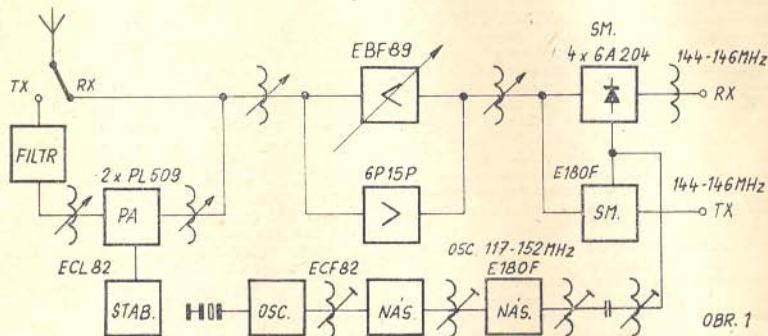 SM.
EBF89
4 x GA204
144-146MHz
TX
RX
RX
FILTR
2 x PL509
6P15P
E180F
144-146MHz
PA
SM.
TX
ECL82
ECF82
OSC. 117-152MHz
E180F
STAB.
OSC.
NÁS.
NÁS.
OBR. 1